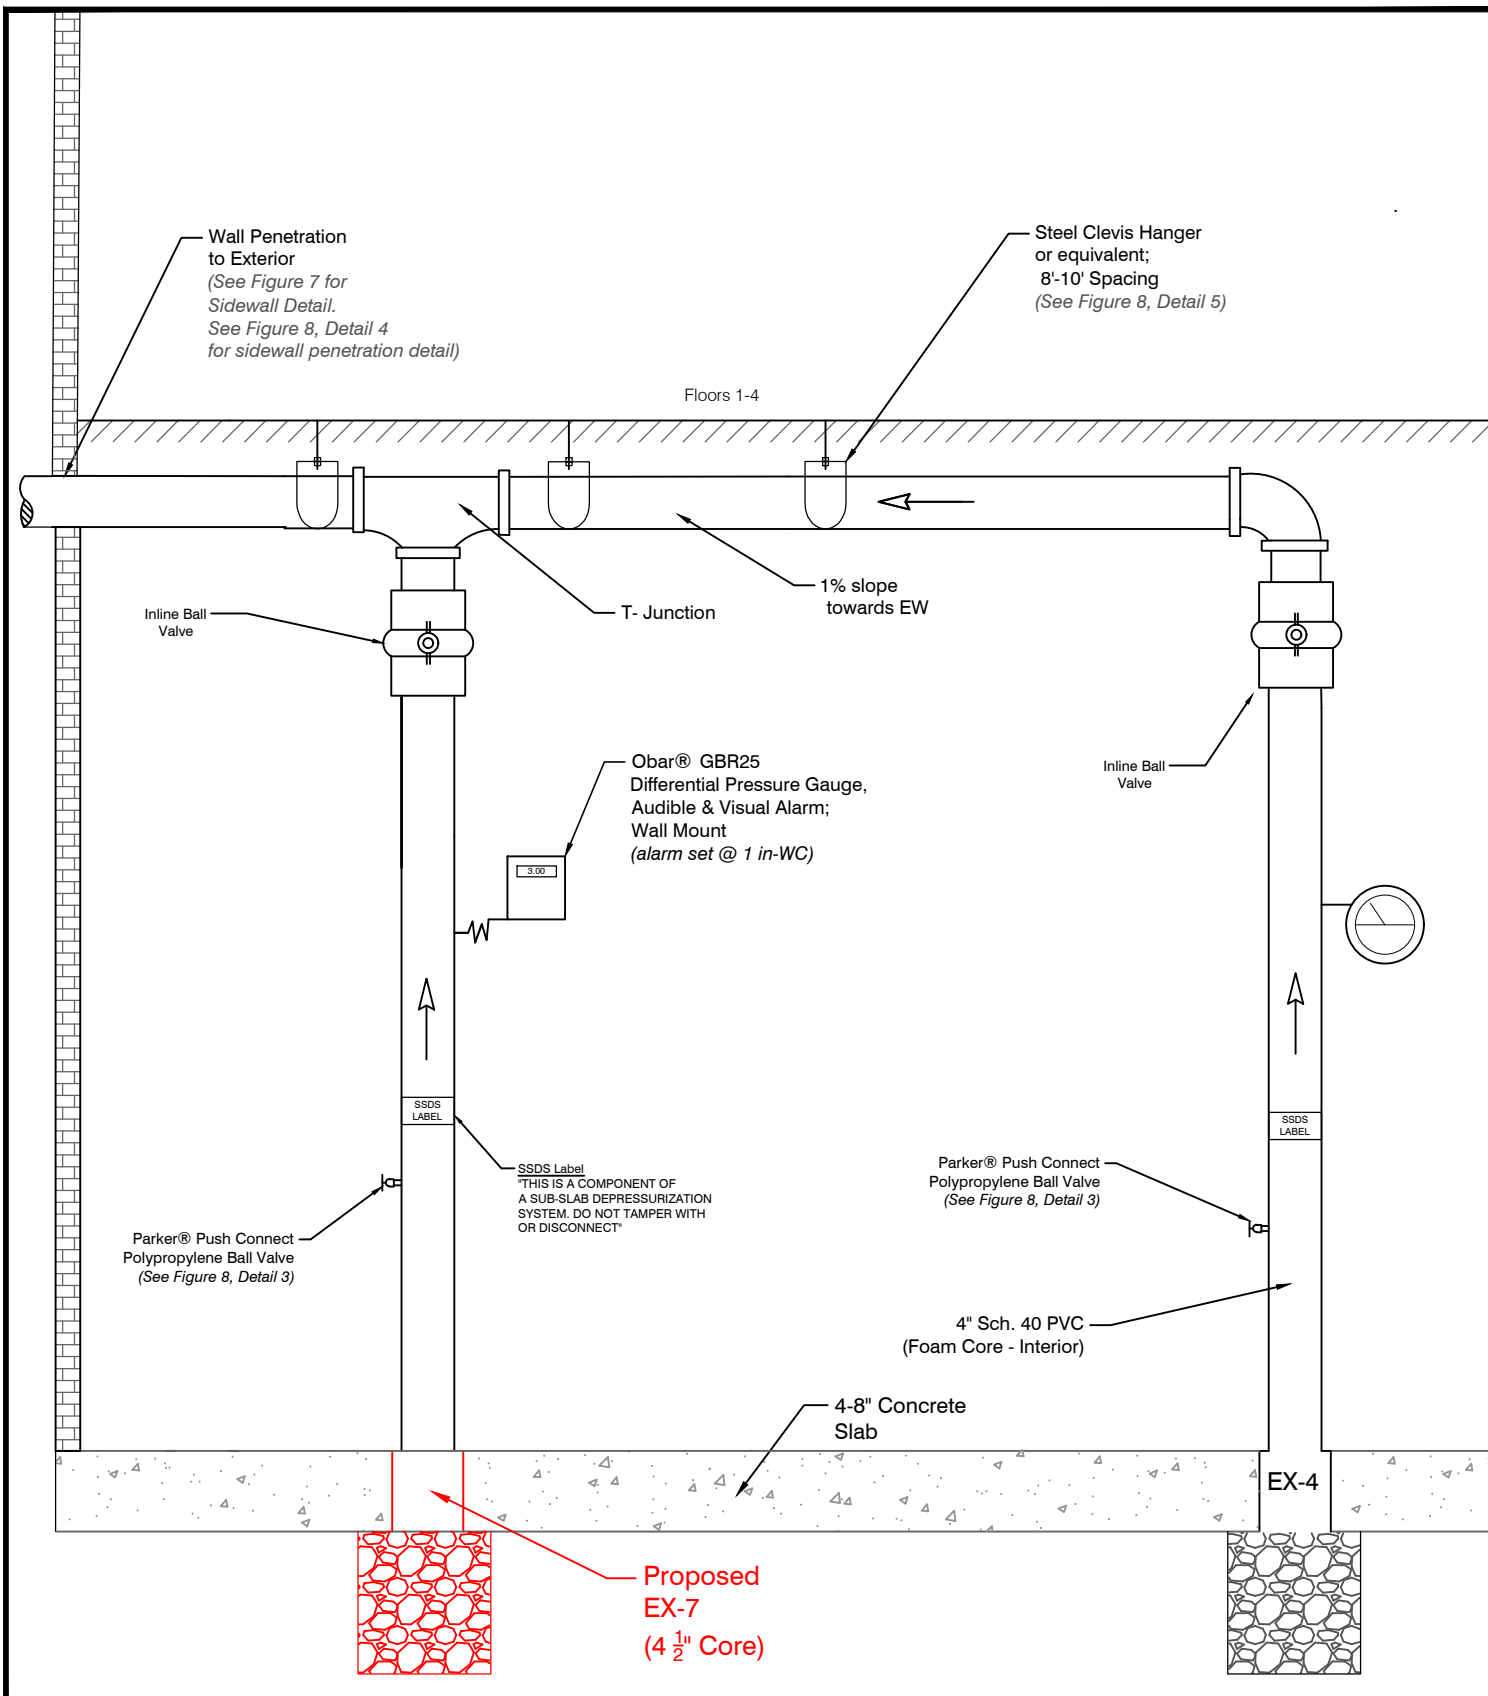 Wall Penetration
to Exterior
(See Figure 7 for
Sidewall Detail.
See Figure 8, Detail 4
for sidewall penetration detail)
Steel Clevis Hanger
or equivalent;
8'-10' Spacing
(See Figure 8, Detail 5)
Floors 1-4
1% slope
towards EW
T- Junction
Inline Ball
Valve
Obar® GBR25
Differential Pressure Gauge,
Audible & Visual Alarm;
Wall Mount
(alarm set @ 1 in-WC)
3.00
Inline Ball
Valve
SSDS
LABEL
SSDS
LABEL
SSDS Label
"THIS IS A COMPONENT OF
A SUB-SLAB DEPRESSURIZATION
SYSTEM. DO NOT TAMPER WITH
OR DISCONNECT"
Parker® Push Connect
Polypropylene Ball Valve
(See Figure 8, Detail 3)
Parker® Push Connect
Polypropylene Ball Valve
(See Figure 8, Detail 3)
4" Sch. 40 PVC
(Foam Core - Interior)
4-8" Concrete
Slab
EX-4
Proposed
EX-7
(4 1/2" Core)